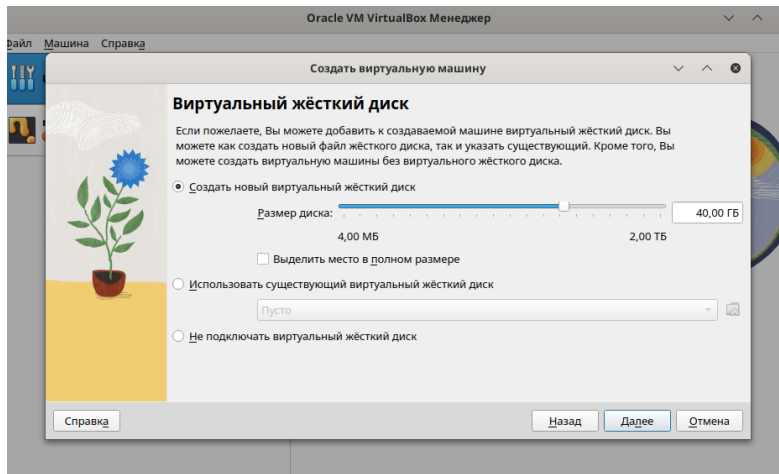 Oracle VM VirtualBox Менеджер
Файл Машина Справка
Создать виртуальную машину
Виртуальный жёсткий диск
Если пожелаете, Вы можете добавить к создаваемой машине виртуальный жёсткий диск. Вы
можете как создать новый файл жёсткого диска, так и указать существующий. Кроме того, Вы
можете создать виртуальную машины без виртуального жёсткого диска.
Создать новый виртуальный жёсткий диск
Размер диска: 40,00 ГБ
4,00 МБ 2,00 ТБ
Выделить место в полном размере
Использовать существующий виртуальный жёсткий диск
Пусто
Не подключать виртуальный жёсткий диск
Справка Назад Далее Отмена